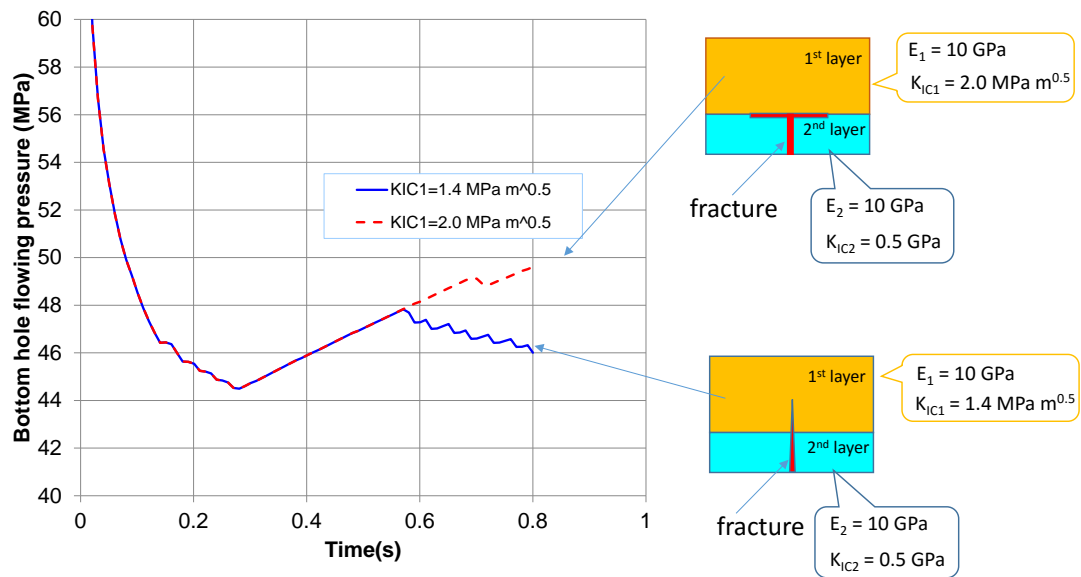 60
58
56
54
52
50
48
46
44
42
40
Bottom hole flowing pressure (MPa)
0
0.2
0.4
0.6
0.8
1
Time(s)
KIC1=1.4 MPa m^0.5
KIC1=2.0 MPa m^0.5
1st layer
2nd layer
fracture
E1 = 10 GPa
KIC1 = 2.0 MPa m0.5
E2 = 10 GPa
KIC2 = 0.5 GPa
1st layer
2nd layer
fracture
E1 = 10 GPa
KIC1 = 1.4 MPa m0.5
E2 = 10 GPa
KIC2 = 0.5 GPa